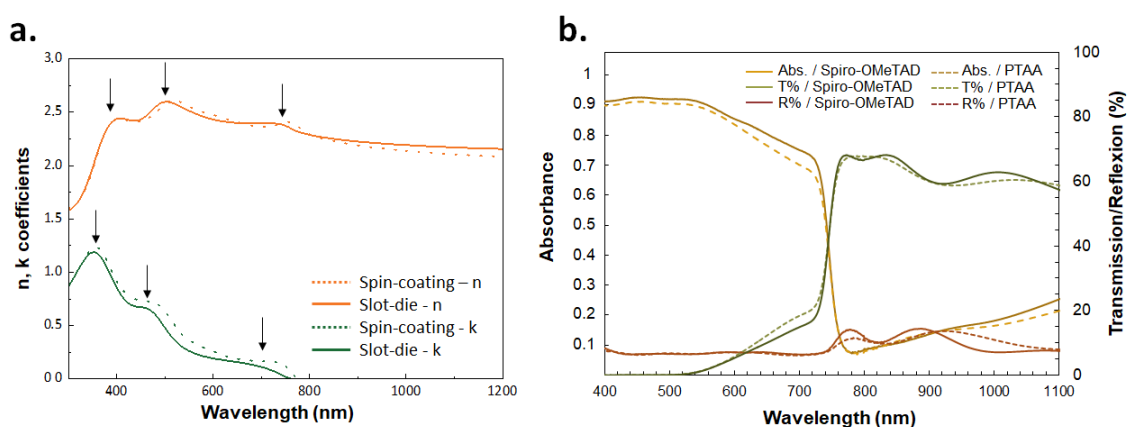 a.
3.0
2.5
2.0
1.5
1.0
0.5
0.0
n, k coefficients
400 600 800 1000 1200
Wavelength (nm)
Spin-coating – n
Slot-die - n
Spin-coating - k
Slot-die - k
b.
1
0.9
0.8
0.7
0.6
0.5
0.4
0.3
0.2
0.1
Absorbance
Abs. / Spiro-OMeTAD
T% / Spiro-OMeTAD
R% / Spiro-OMeTAD
Abs. / PTAA
T% / PTAA
R% / PTAA
400 500 600 700 800 900 1000 1100
Wavelength (nm)
100
80
60
40
20
0
Transmission/Reflexion (%)